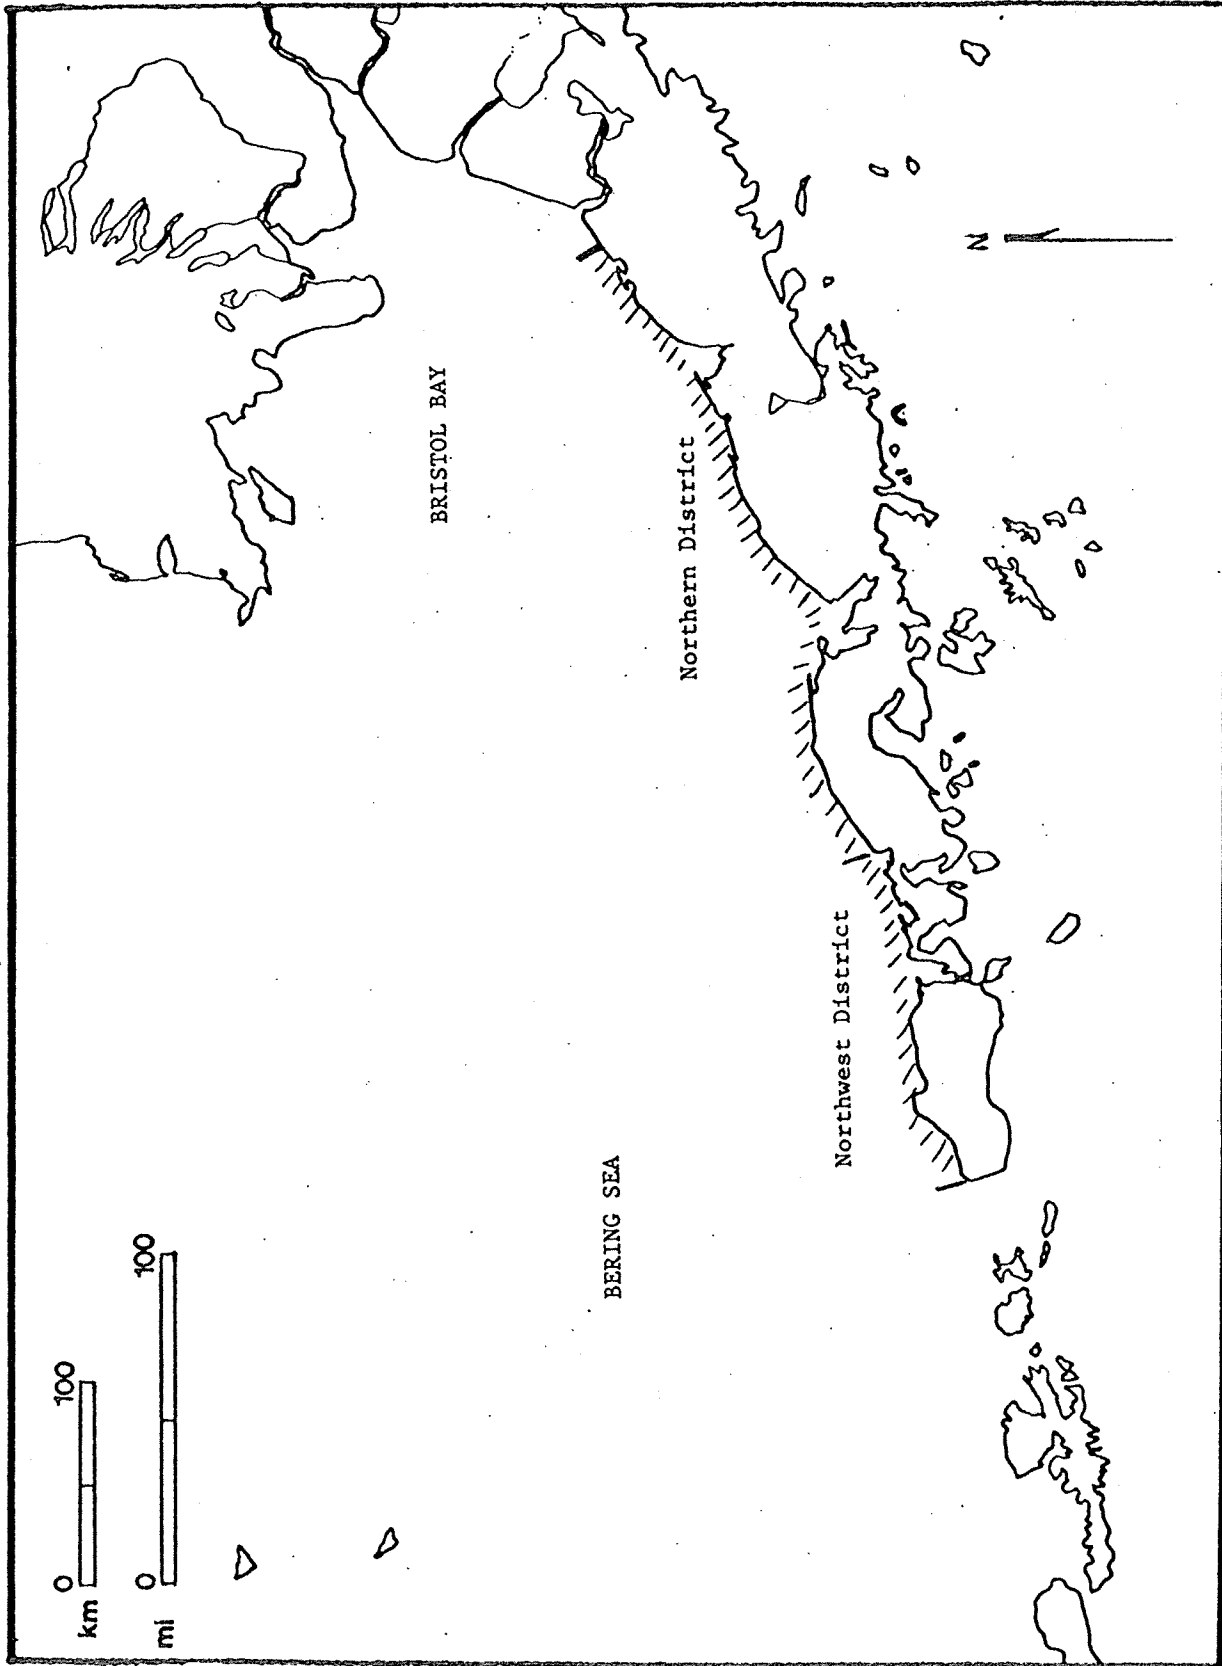 0 100
km
0 100
mi
BRISTOL BAY
Northern District
BERING SEA
Northwest District
N